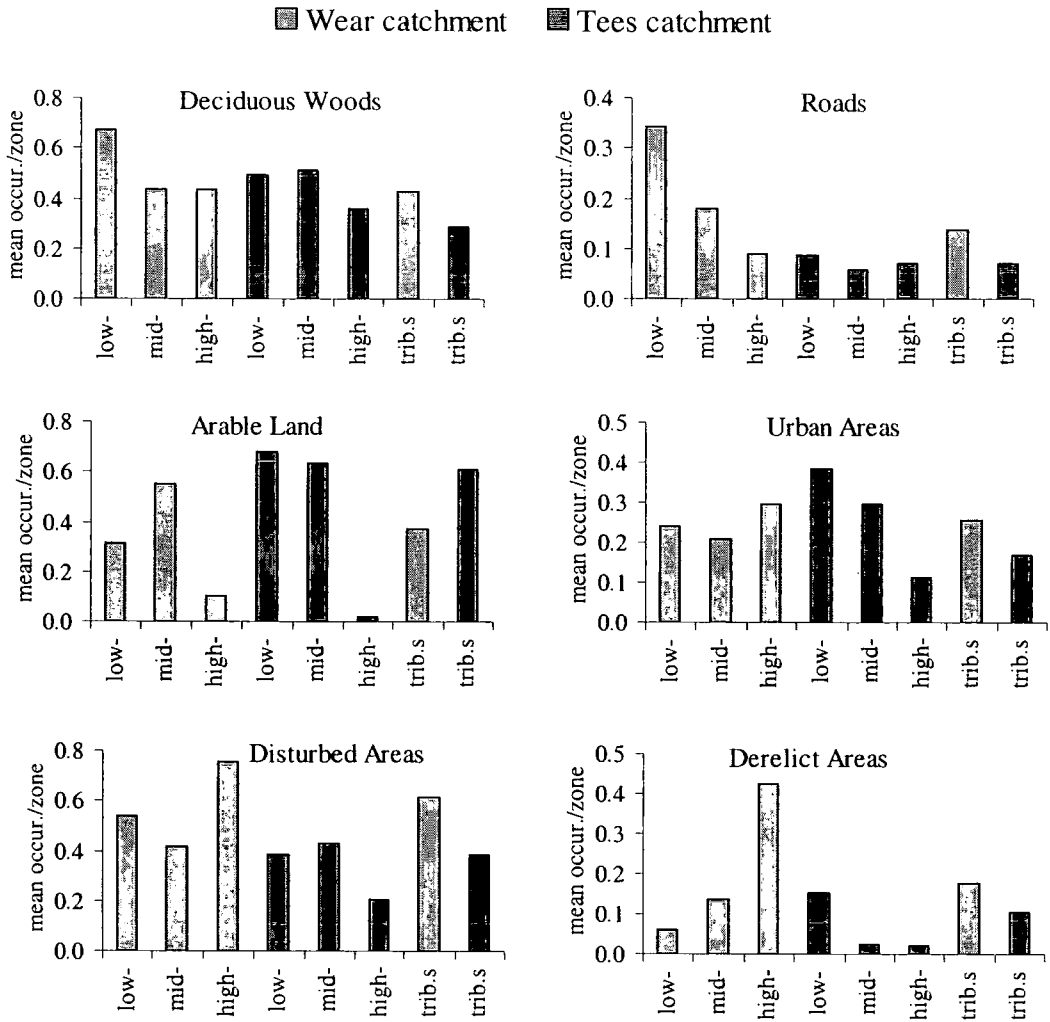 Wear catchment Tees catchment
Deciduous Woods
mean occur./zone
0.8
0.6
0.4
0.2
0.0
low- mid- high- low- mid- high- trib.s trib.s
Roads
mean occur./zone
0.4
0.3
0.2
0.1
0.0
low- mid- high- low- mid- high- trib.s trib.s
Arable Land
mean occur./zone
0.8
0.6
0.4
0.2
0.0
low- mid- high- low- mid- high- trib.s trib.s
Urban Areas
mean occur./zone
0.5
0.4
0.3
0.2
0.1
0.0
low- mid- high- low- mid- high- trib.s trib.s
Disturbed Areas
mean occur./zone
0.8
0.6
0.4
0.2
0.0
low- mid- high- low- mid- high- trib.s trib.s
Derelict Areas
mean occur./zone
0.5
0.4
0.3
0.2
0.1
0.0
low- mid- high- low- mid- high- trib.s trib.s